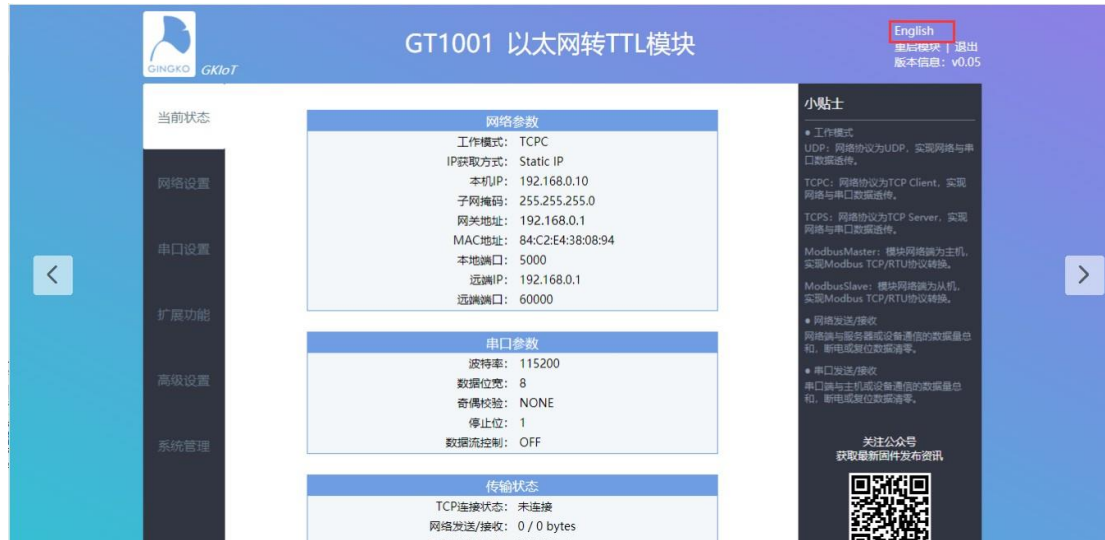 GINGKO GKIoT
GT1001 以太网转TTL模块
English
重启模块 | 退出
版本信息：v0.05
当前状态
网络设置
串口设置
扩展功能
高级设置
系统管理
网络参数
工作模式： TCPC
IP获取方式： Static IP
本机IP： 192.168.0.10
子网掩码： 255.255.255.0
网关地址： 192.168.0.1
MAC地址： 84:C2:E4:38:08:94
本地端口： 5000
远端IP： 192.168.0.1
远端端口： 60000
串口参数
波特率： 115200
数据位宽： 8
奇偶校验： NONE
停止位： 1
数据流控制： OFF
传输状态
TCP连接状态： 未连接
网络发送/接收： 0 / 0 bytes
小贴士
● 工作模式
UDP：网络协议为UDP，实现网络与串
口数据透传。
TCPC：网络协议为TCP Client，实现
网络与串口数据透传。
TCPS：网络协议为TCP Server，实现
网络与串口数据透传。
ModbusMaster：模块网络端为主机，
实现Modbus TCP/RTU协议转换。
ModbusSlave：模块网络端为从机，
实现Modbus TCP/RTU协议转换。
● 网络发送/接收
网络端与服务器或设备通信的数据量总
和，断电或复位数据清零。
● 串口发送/接收
串口端与主机或设备通信的数据量总
和，断电或复位数据清零。
关注公众号
获取最新固件发布资讯